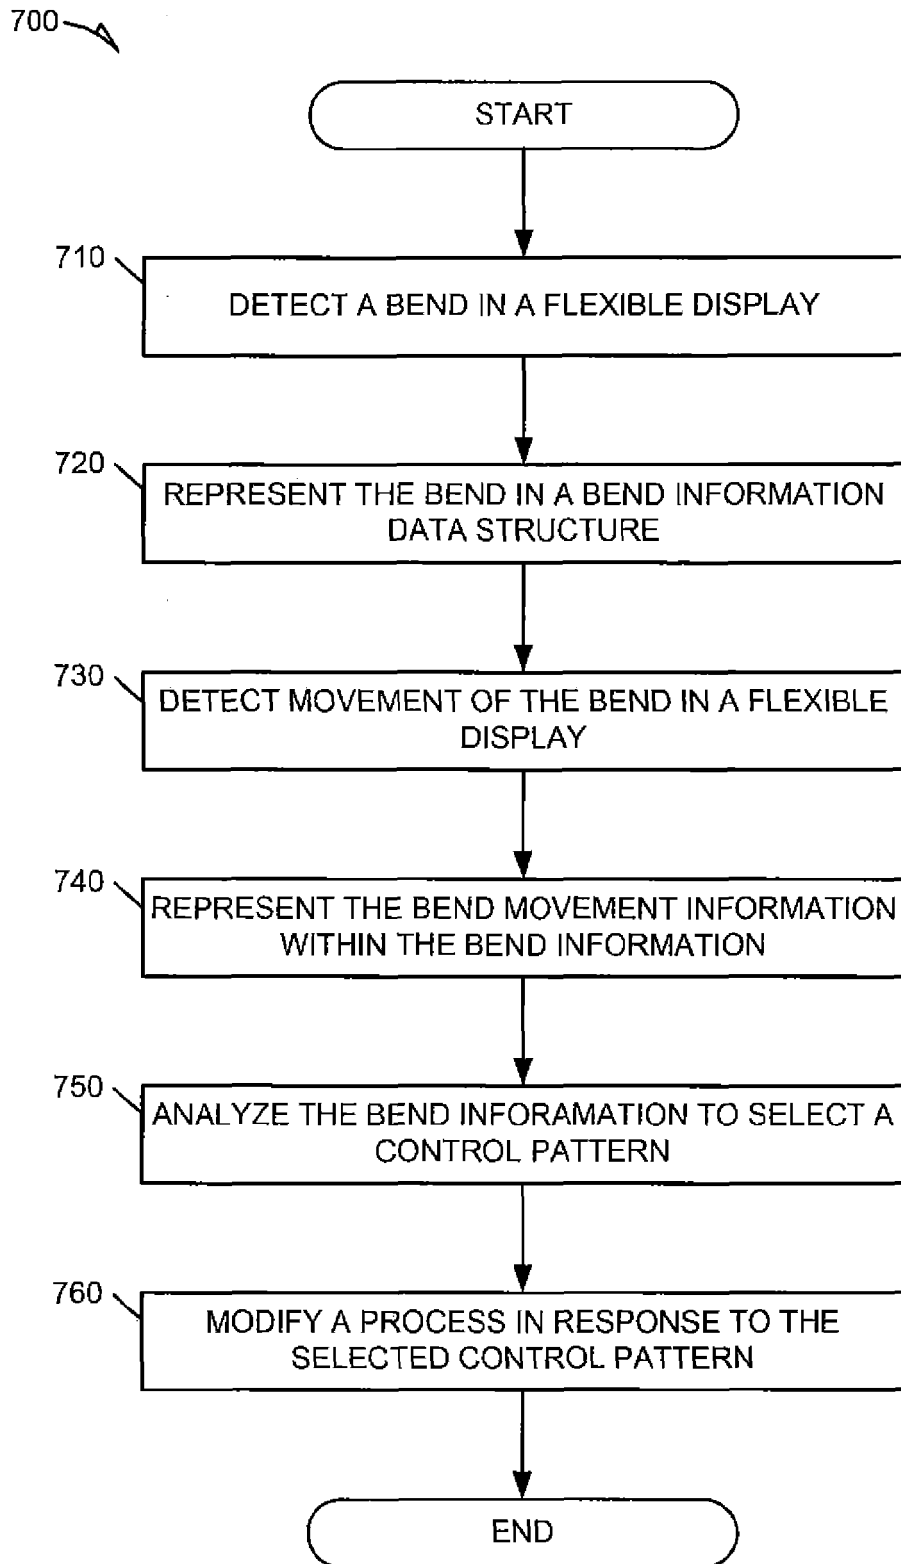 700
START
710
DETECT A BEND IN A FLEXIBLE DISPLAY
720
REPRESENT THE BEND IN A BEND INFORMATION
DATA STRUCTURE
730
DETECT MOVEMENT OF THE BEND IN A FLEXIBLE
DISPLAY
740
REPRESENT THE BEND MOVEMENT INFORMATION
WITHIN THE BEND INFORMATION
750
ANALYZE THE BEND INFORAMATION TO SELECT A
CONTROL PATTERN
760
MODIFY A PROCESS IN RESPONSE TO THE
SELECTED CONTROL PATTERN
END